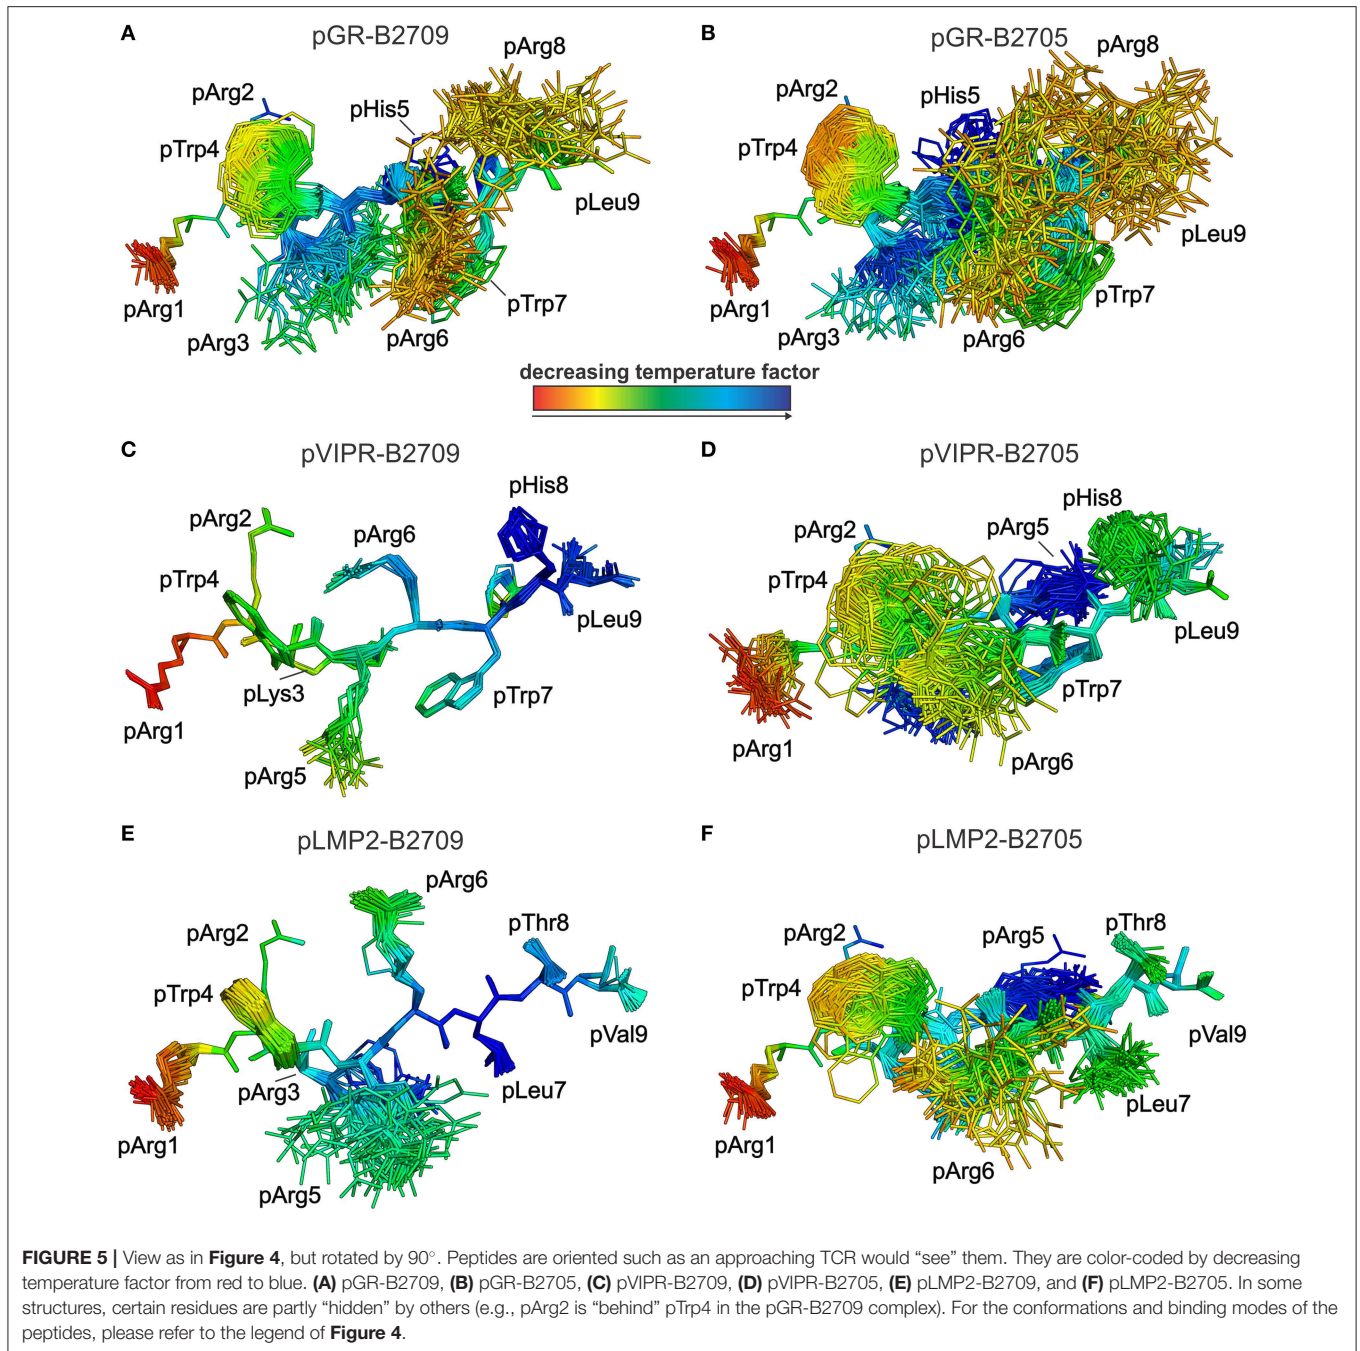 A
pGR-B2709
pArg8
pArg2
pHis5
pTrp4
pLeu9
pArg1
pArg3
pArg6
pTrp7
B
pGR-B2705
pArg8
pArg2
pHis5
pTrp4
pLeu9
pArg1
pArg3
pArg6
pTrp7
decreasing temperature factor
C
pVIPR-B2709
pHis8
pArg2
pArg6
pTrp4
pLeu9
pLys3
pTrp7
pArg1
pArg5
D
pVIPR-B2705
pHis8
pArg2
pArg5
pTrp4
pLeu9
pTrp7
pArg1
pArg6
E
pLMP2-B2709
pArg6
pArg2
pThr8
pTrp4
pVal9
pArg3
pLeu7
pArg1
pArg5
F
pLMP2-B2705
pArg2
pArg5
pThr8
pTrp4
pVal9
pLeu7
pArg1
pArg6
FIGURE 5 | View as in Figure 4, but rotated by 90°. Peptides are oriented such as an approaching TCR would “see” them. They are color-coded by decreasing
temperature factor from red to blue. (A) pGR-B2709, (B) pGR-B2705, (C) pVIPR-B2709, (D) pVIPR-B2705, (E) pLMP2-B2709, and (F) pLMP2-B2705. In some
structures, certain residues are partly “hidden” by others (e.g., pArg2 is “behind” pTrp4 in the pGR-B2709 complex). For the conformations and binding modes of the
peptides, please refer to the legend of Figure 4.